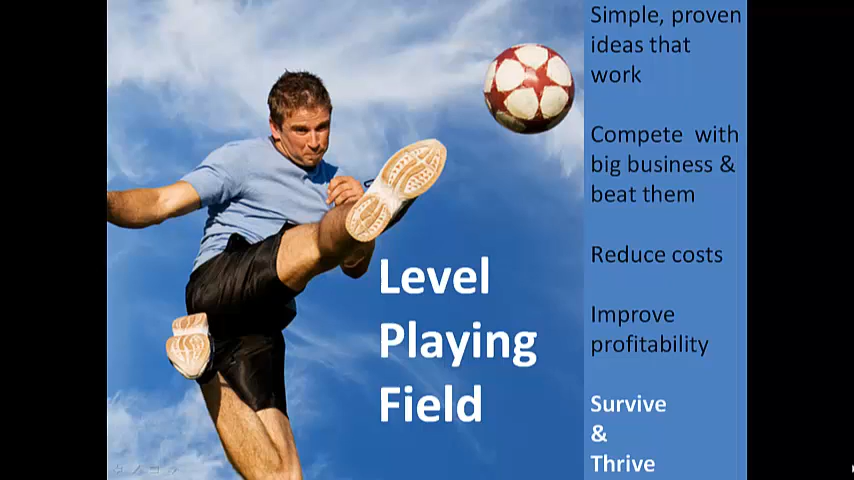 Level
Playing
Field
Simple, proven
ideas that
work
Compete with
big business &
beat them
Reduce costs
Improve
profitability
Survive
&
Thrive